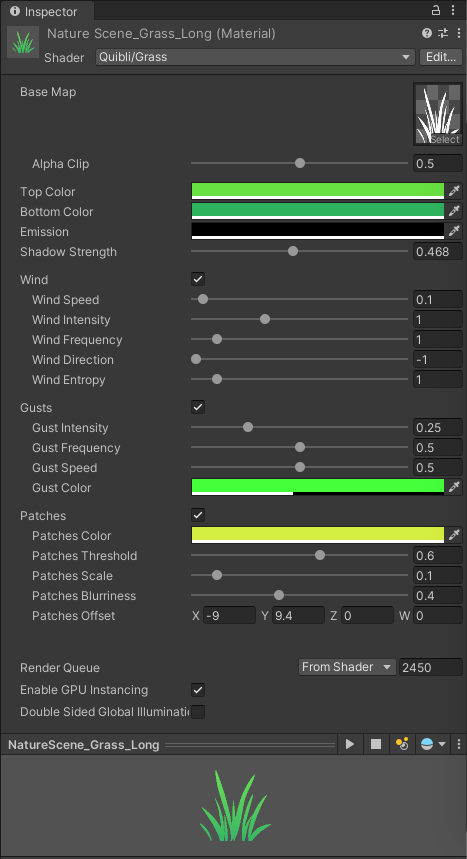 Inspector
Nature Scene_Grass_Long (Material)
Shader Quibli/Grass Edit...
Base Map
Select
Alpha Clip 0.5
Top Color
Bottom Color
Emission
Shadow Strength 0.468
Wind
Wind Speed 0.1
Wind Intensity 1
Wind Frequency 1
Wind Direction -1
Wind Entropy 1
Gusts
Gust Intensity 0.25
Gust Frequency 0.5
Gust Speed 0.5
Gust Color
Patches
Patches Color
Patches Threshold 0.6
Patches Scale 0.1
Patches Blurriness 0.4
Patches Offset X -9 Y 9.4 Z 0 W 0
Render Queue From Shader 2450
Enable GPU Instancing
Double Sided Global Illuminati
NatureScene_Grass_Long